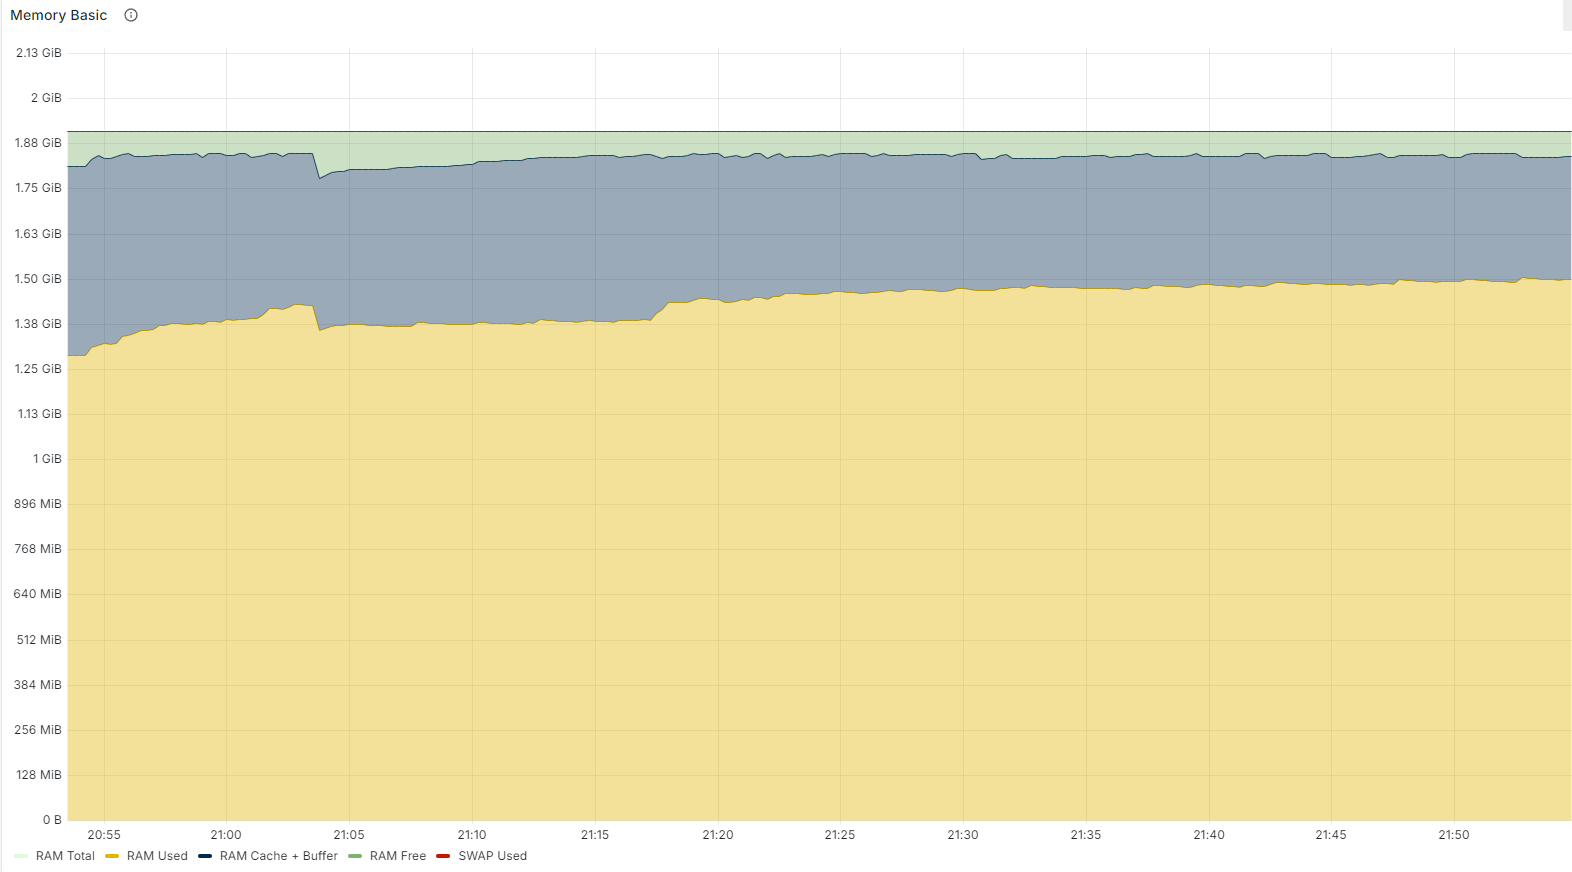 Memory Basic
2.13 GiB
2 GiB
1.88 GiB
1.75 GiB
1.63 GiB
1.50 GiB
1.38 GiB
1.25 GiB
1.13 GiB
1 GiB
896 MiB
768 MiB
640 MiB
512 MiB
384 MiB
256 MiB
128 MiB
0 B
20:55 21:00 21:05 21:10 21:15 21:20 21:25 21:30 21:35 21:40 21:45 21:50
RAM Total RAM Used RAM Cache + Buffer RAM Free SWAP Used